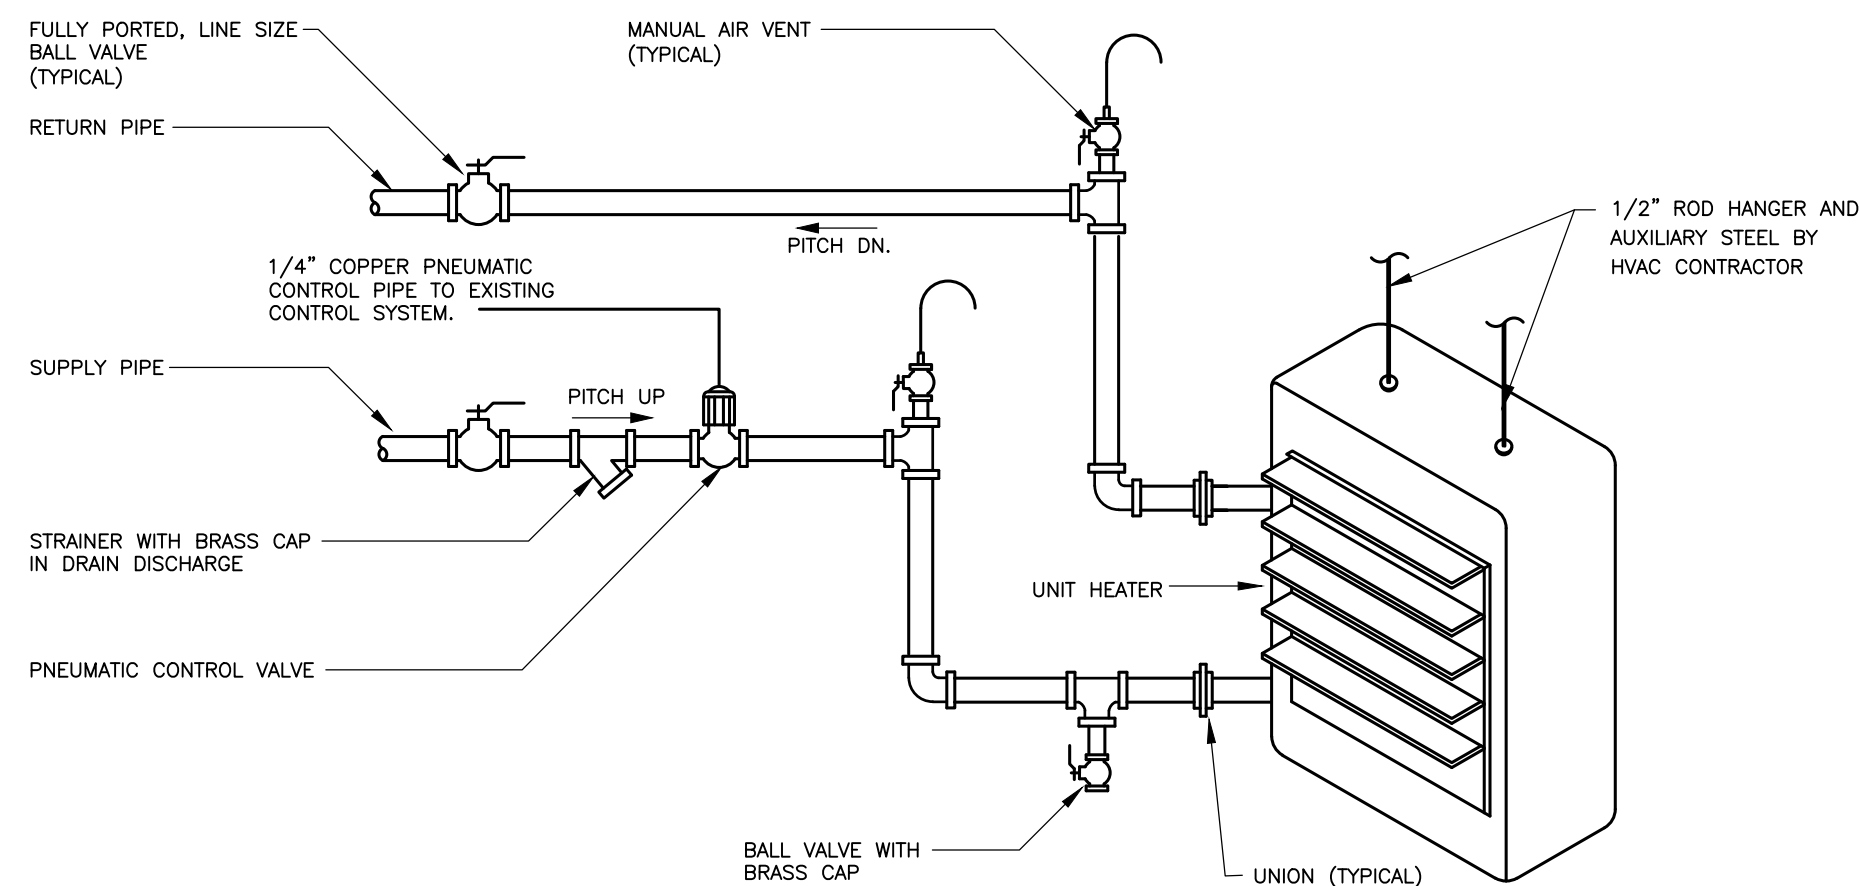 FULLY PORTED, LINE SIZE
BALL VALVE
(TYPICAL)
MANUAL AIR VENT
(TYPICAL)
RETURN PIPE
1/2” ROD HANGER AND
AUXILIARY STEEL BY
HVAC CONTRACTOR
PITCH DN.
1/4” COPPER PNEUMATIC
CONTROL PIPE TO EXISTING
CONTROL SYSTEM.
SUPPLY PIPE
PITCH UP
STRAINER WITH BRASS CAP
IN DRAIN DISCHARGE
UNIT HEATER
PNEUMATIC CONTROL VALVE
BALL VALVE WITH
BRASS CAP
UNION (TYPICAL)